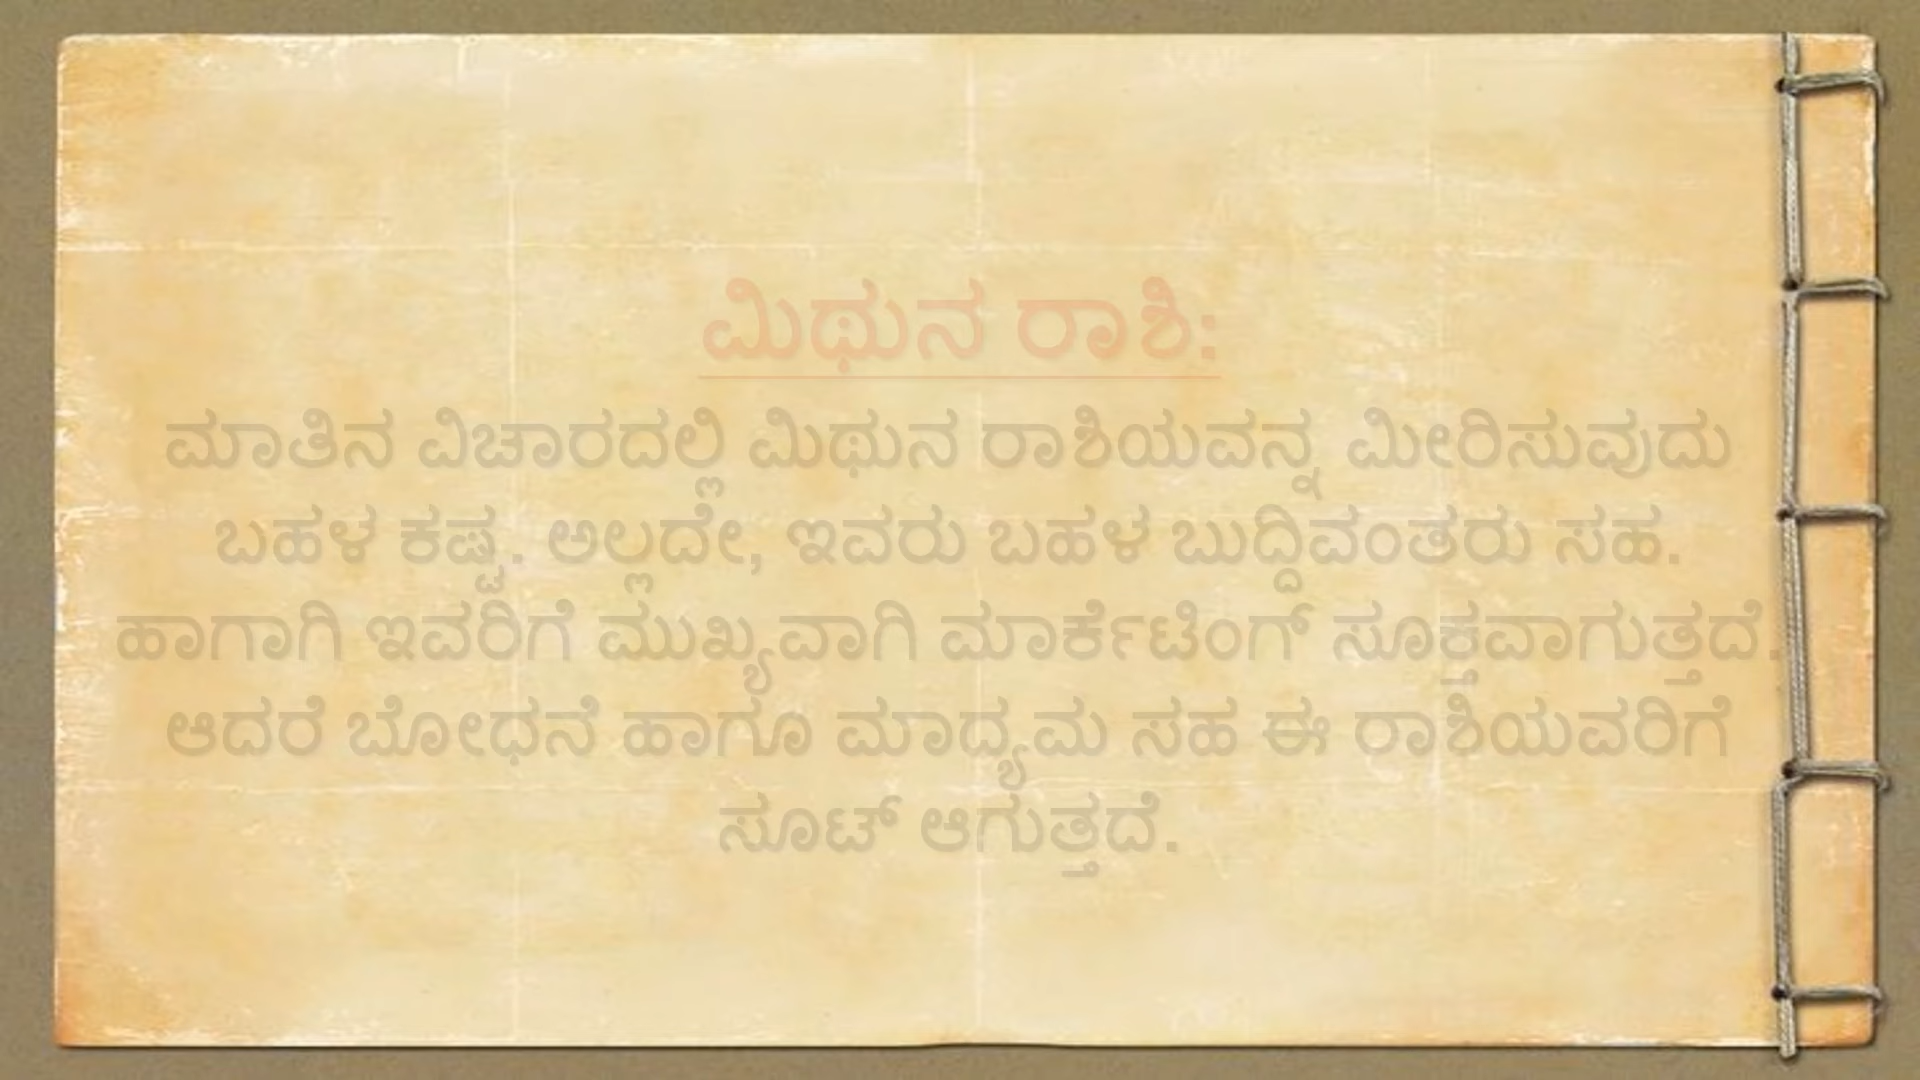 ಮಿಥುನ ರಾಶಿ:
ಮಾತಿನ ವಿಚಾರದಲ್ಲಿ ಮಿಥುನ ರಾಶಿಯವನ್ನ ಮೀರಿಸುವುದು
ಬಹಳ ಕಷ್ಟ. ಅಲ್ಲದೇ, ಇವರು ಬಹಳ ಬುದ್ದಿವಂತರು ಸಹ.
ಹಾಗಾಗಿ ಇವರಿಗೆ ಮುಖ್ಯವಾಗಿ ಮಾರ್ಕೆಟಿಂಗ್ ಸೂಕ್ತವಾಗುತ್ತದೆ.
ಆದರೆ ಬೋಧನೆ ಹಾಗೂ ಮಾದ್ಯಮ ಸಹ ಈ ರಾಶಿಯವರಿಗೆ
ಸೂಟ್ ಆಗುತ್ತದೆ.